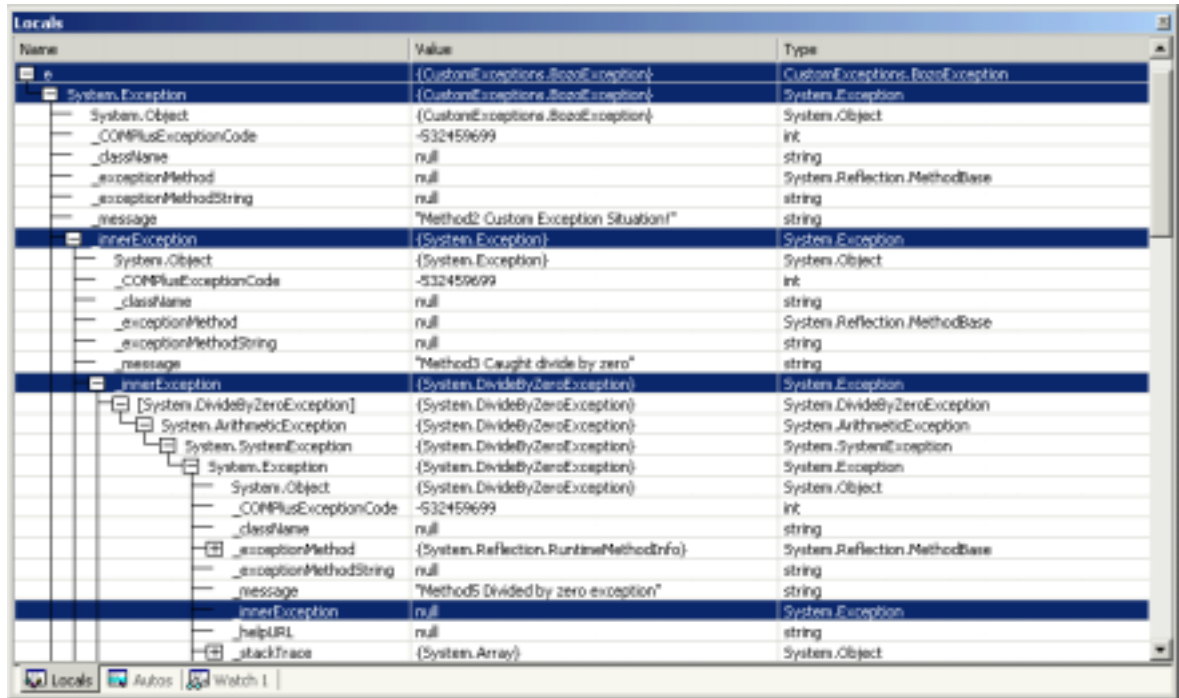 Locals
Name Value Type
e {CustomExceptions.BozoException} CustomExceptions.BozoException
System.Exception {CustomExceptions.BozoException} System.Exception
System.Object {CustomExceptions.BozoException} System.Object
_COMPlusExceptionCode -532459699 int
_className null string
_exceptionMethod null System.Reflection.MethodBase
_exceptionMethodString null string
_message "Method2 Custom Exception Situation!" string
_innerException {System.Exception} System.Exception
System.Object {System.Exception} System.Object
_COMPlusExceptionCode -532459699 int
_className null string
_exceptionMethod null System.Reflection.MethodBase
_exceptionMethodString null string
_message "Method3 Caught divide by zero" string
_innerException {System.DivideByZeroException} System.Exception
[System.DivideByZeroException] {System.DivideByZeroException} System.DivideByZeroException
System.ArithmeticException {System.DivideByZeroException} System.ArithmeticException
System.SystemException {System.DivideByZeroException} System.SystemException
System.Exception {System.DivideByZeroException} System.Exception
System.Object {System.DivideByZeroException} System.Object
_COMPlusExceptionCode -532459699 int
_className null string
_exceptionMethod {System.Reflection.RuntimeMethodInfo} System.Reflection.MethodBase
_exceptionMethodString null string
_message "Method5 Divided by zero exception" string
_innerException null System.Exception
_helpURL null string
_stackTrace {System.Array} System.Object
Locals Autos Watch 1